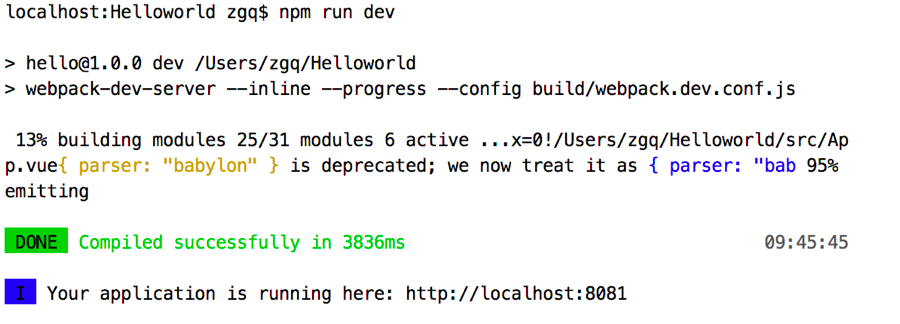 localhost:Helloworld zgq$ npm run dev
> hello@1.0.0 dev /Users/zgq/Helloworld
> webpack-dev-server --inline --progress --config build/webpack.dev.conf.js
13% building modules 25/31 modules 6 active ...x=0!/Users/zgq/Helloworld/src/Ap
p.vue{ parser: "babylon" } is deprecated; we now treat it as { parser: "bab 95%
emitting
DONE Compiled successfully in 3836ms 09:45:45
I Your application is running here: http://localhost:8081